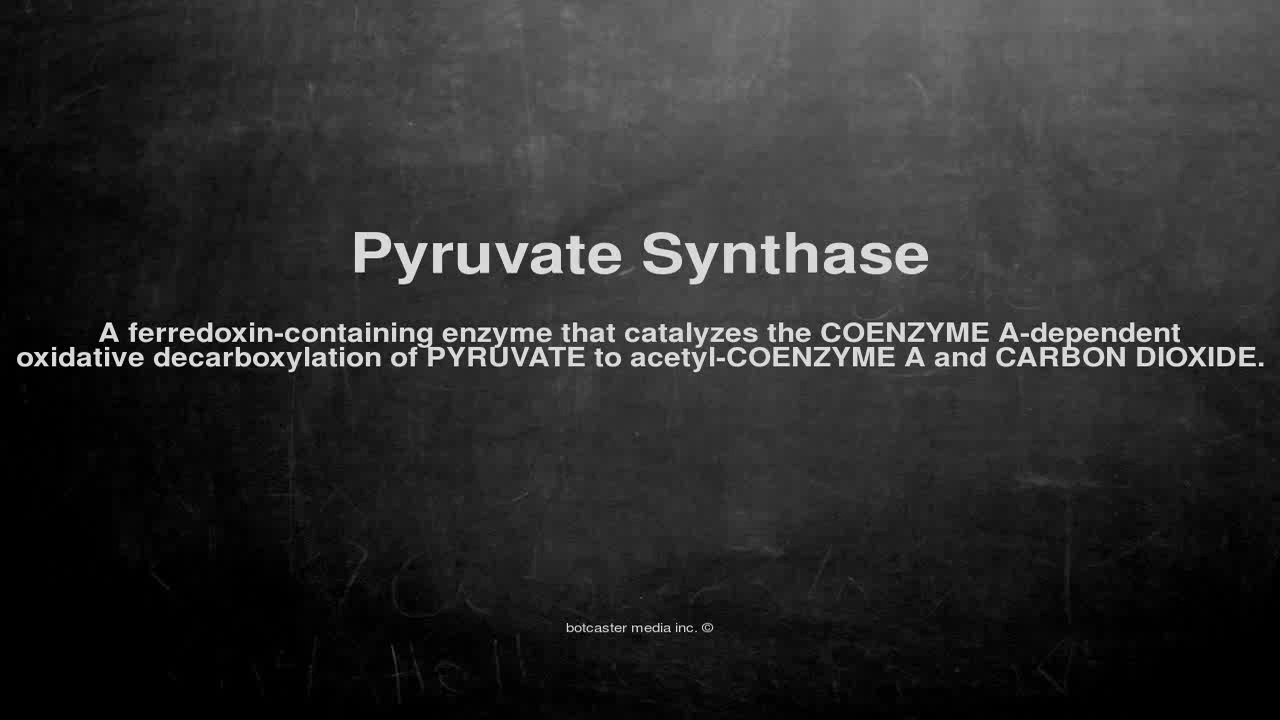 Pyruvate Synthase
A ferredoxin-containing enzyme that catalyzes the COENZYME A-dependent
oxidative decarboxylation of PYRUVATE to acetyl-COENZYME A and CARBON DIOXIDE.
botcaster media inc. ©